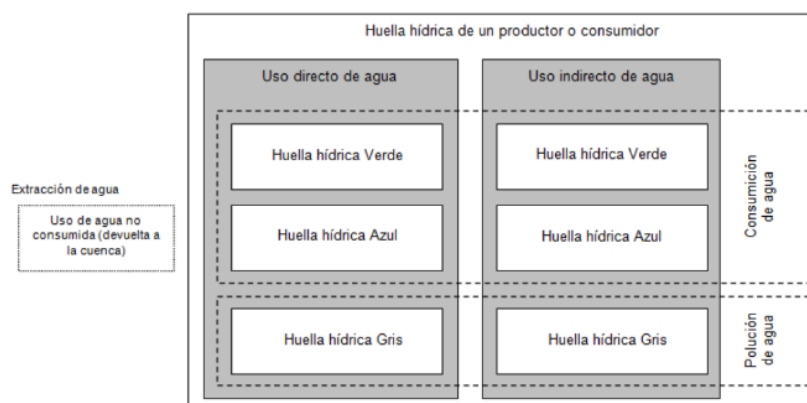 Huella hídrica de un productor o consumidor
Uso directo de agua
Uso indirecto de agua
Huella hídrica Verde
Huella hídrica Verde
Extracción de agua
Uso de agua no
consumida (devuelta a
la cuenca)
Huella hídrica Azul
Huella hídrica Azul
Consumición
de agua
Huella hídrica Gris
Huella hídrica Gris
Polución
de agua